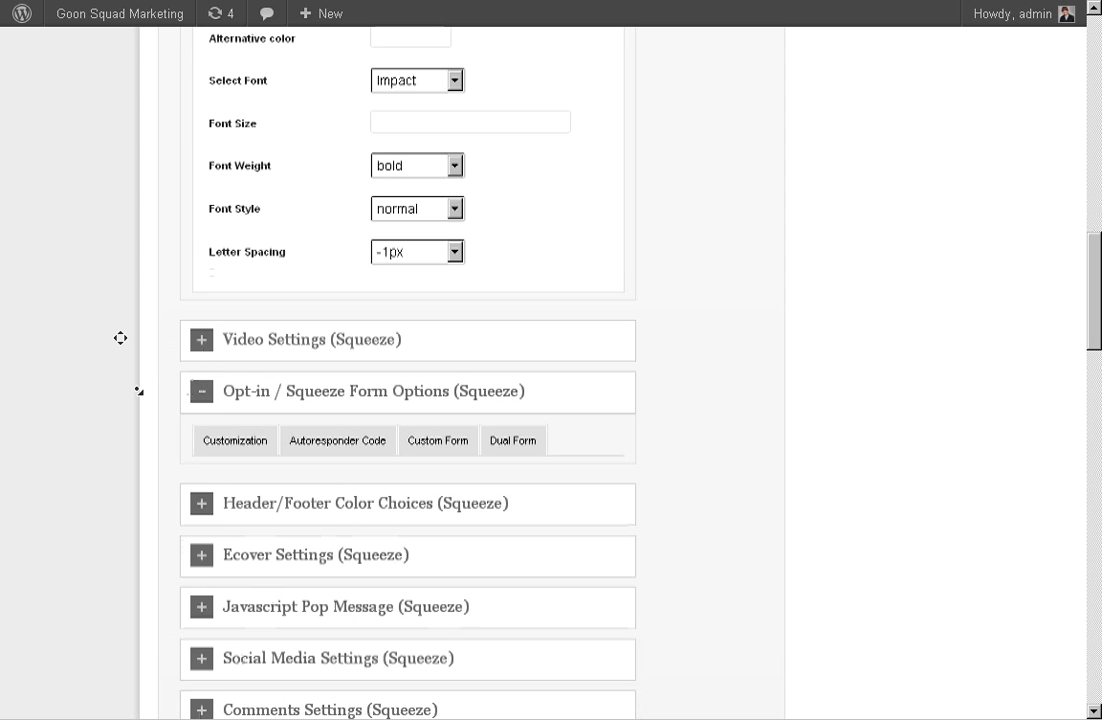 Goon Squad Marketing 4 + New Howdy, admin
Alternative color
Select Font Impact
Font Size
Font Weight bold
Font Style normal
Letter Spacing -1px
+ Video Settings (Squeeze)
- Opt-in / Squeeze Form Options (Squeeze)
Customization Autoresponder Code Custom Form Dual Form
+ Header/Footer Color Choices (Squeeze)
+ Ecover Settings (Squeeze)
+ Javascript Pop Message (Squeeze)
+ Social Media Settings (Squeeze)
+ Comments Settings (Squeeze)